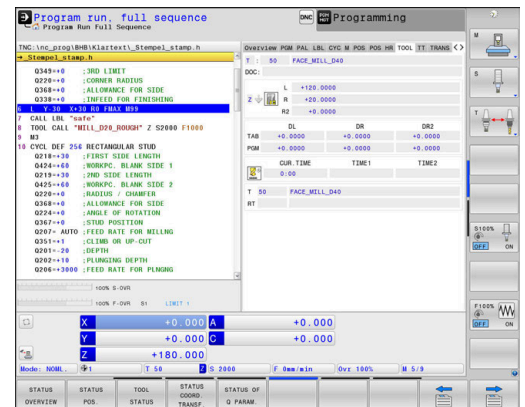 Program run, full sequence
Program Run Full Sequence
DNC
Programming
TNC:\nc_prog\BHB\Klartext\_Stempel_stamp.h
→_Stempel_stamp.h
Q349=+0 ;3RD LIMIT
Q220=+0 ;CORNER RADIUS
Q368=+0 ;ALLOWANCE FOR SIDE
Q338=+0 ;INFEED FOR FINISHING
6 L Y-30 X+30 R0 FMAX M99
7 CALL LBL "safe"
8 TOOL CALL "MILL_D20_ROUGH" Z S2000 F1000
9 M3
10 CYCL DEF 256 RECTANGULAR STUD
Q218=+30 ;FIRST SIDE LENGTH
Q424=+60 ;WORKPC. BLANK SIDE 1
Q219=+30 ;2ND SIDE LENGTH
Q425=+60 ;WORKPC. BLANK SIDE 2
Q220=+0 ;RADIUS / CHAMFER
Q368=+0 ;ALLOWANCE FOR SIDE
Q224=+0 ;ANGLE OF ROTATION
Q367=+0 ;STUD POSITION
Q207= AUTO ;FEED RATE FOR MILLNG
Q351=+1 ;CLIMB OR UP-CUT
Q201=-20 ;DEPTH
Q202=+10 ;PLUNGING DEPTH
Q206=+3000 ;FEED RATE FOR PLNGNG
Overview PGM PAL LBL CYC M POS POS HR TOOL TT TRANS
T : 50 FACE_MILL_D40
DOC:
L +120.0000
Z R +20.0000
R2 +0.0000
DL DR DR2
TAB +0.0000 +0.0000 +0.0000
PGM +0.0000 +0.0000 +0.0000
CUR.TIME TIME1 TIME2
0:00
T 50 FACE_MILL_D40
RT
100% S-OVR
100% F-OVR S1 LIMIT 1
X +0.000 A +0.000
Y +0.000 C +0.000
Z +180.000
Mode: NOML. 1 T 50 Z S 2000 F 0mm/min Ovr 100% M 5/9
STATUS OVERVIEW
STATUS POS.
TOOL STATUS
STATUS COORD. TRANSF.
STATUS OF Q PARAM.
M
S
T
S100%
OFF ON
F100%
OFF ON